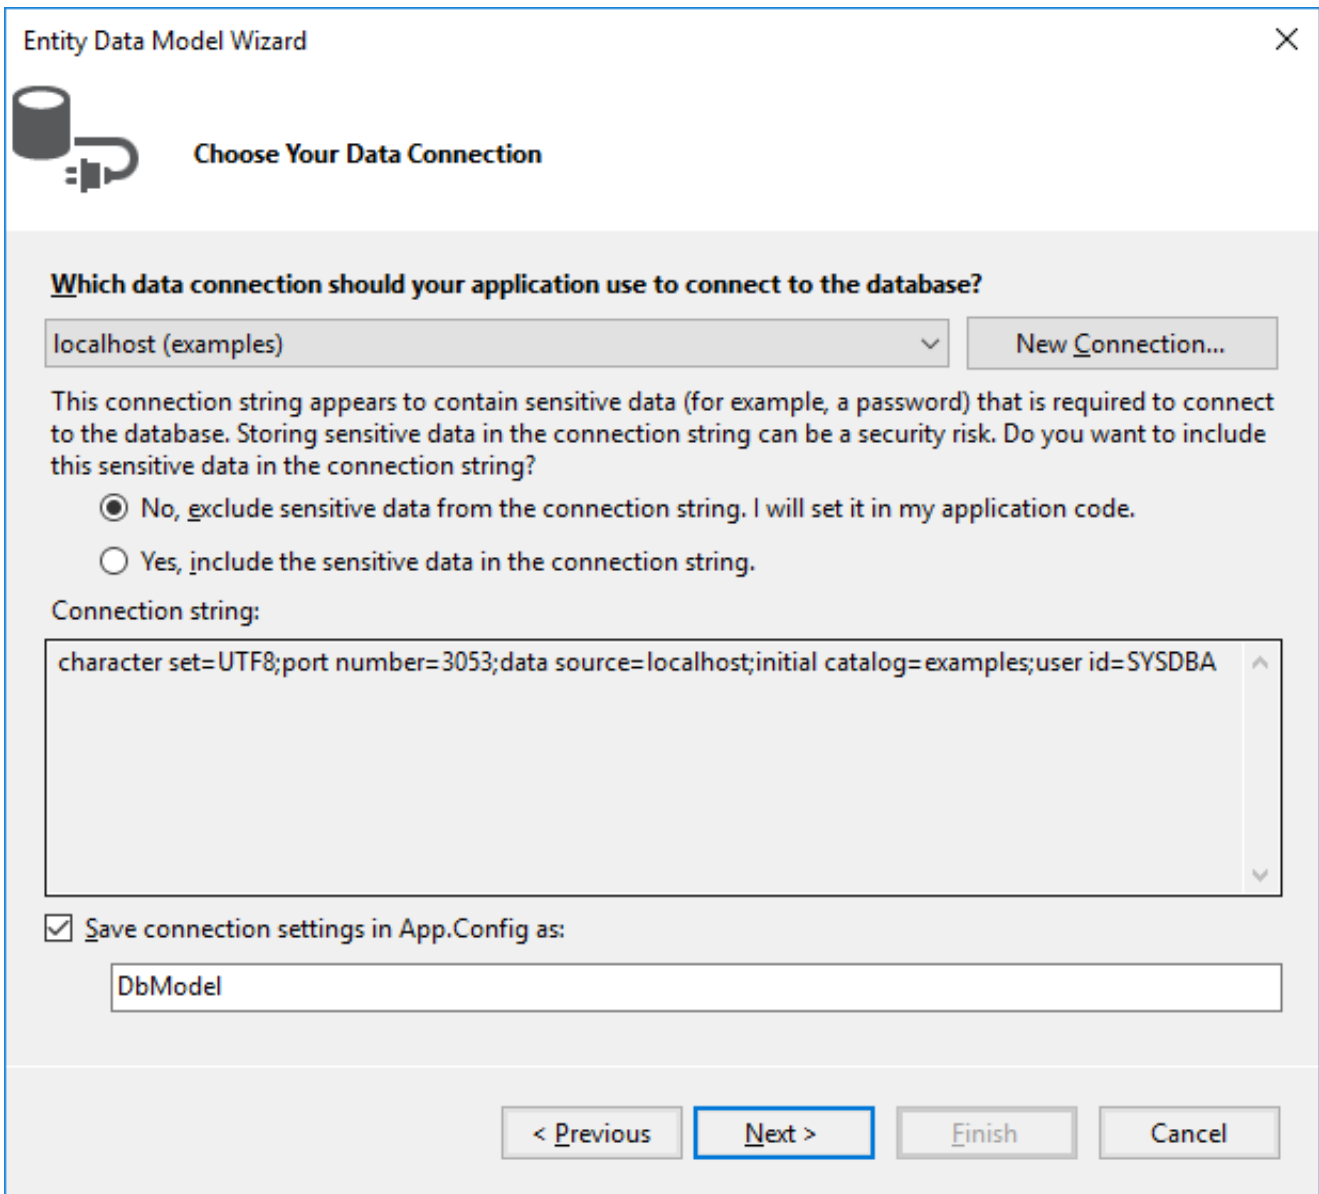 Entity Data Model Wizard
Choose Your Data Connection
Which data connection should your application use to connect to the database?
localhost (examples)
New Connection...
This connection string appears to contain sensitive data (for example, a password) that is required to connect
to the database. Storing sensitive data in the connection string can be a security risk. Do you want to include
this sensitive data in the connection string?
No, exclude sensitive data from the connection string. I will set it in my application code.
Yes, include the sensitive data in the connection string.
Connection string:
character set=UTF8;port number=3053;data source=localhost;initial catalog=examples;user id=SYSDBA
Save connection settings in App.Config as:
DbModel
< Previous
Next >
Finish
Cancel